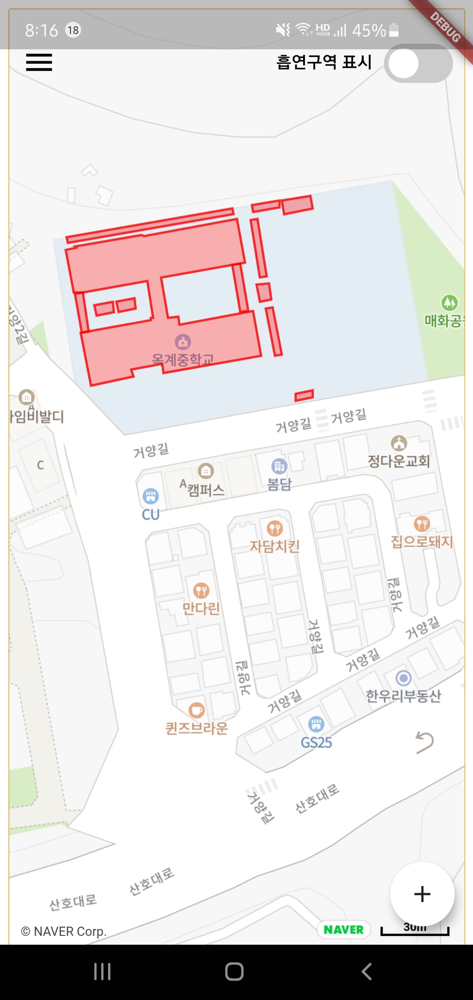 8:16 18 HD voice 45%
DEBUG
흡연구역 표시
거양2길
매화공원
옥계중학교
A
라임비발디
거양길
거양길
거양길
정다운교회
C
A
캠퍼스
봄담
CU
자담치킨
집으로돼지
거양길
만다린
거양길
거양길
거양길
거양길
거양길
한우리부동산
퀸즈브라운
GS25
거양길
산호대로
산호대로
산호대로
© NAVER Corp.
NAVER
30m